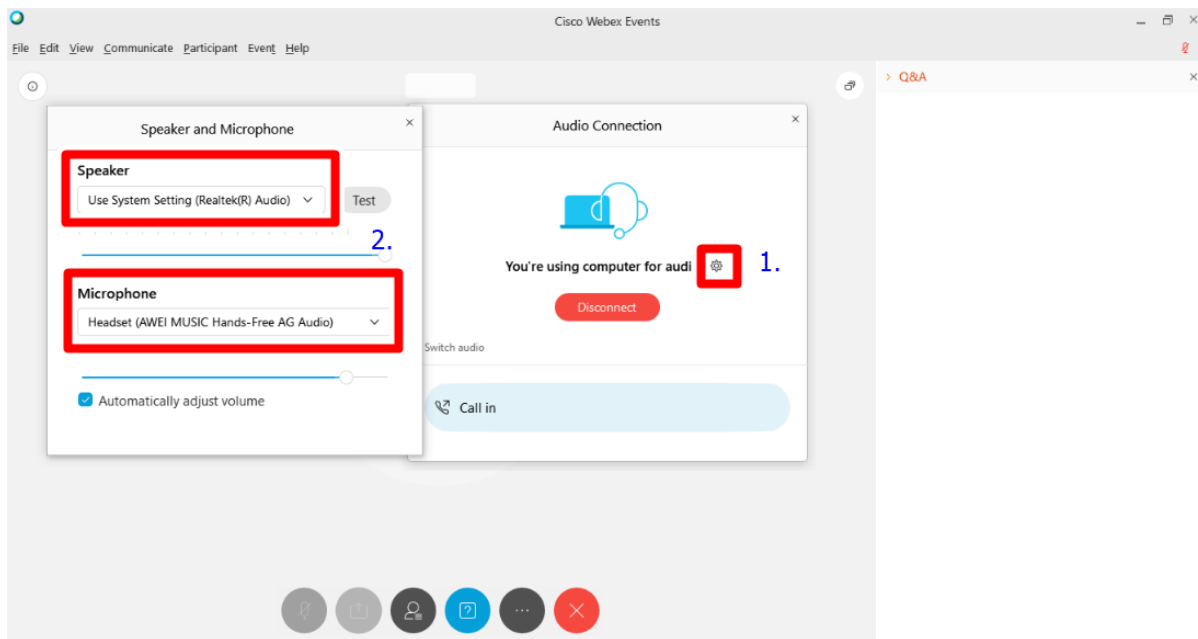 Cisco Webex Events
File Edit View Communicate Participant Event Help
Q&A
Speaker and Microphone
Speaker
Use System Setting (Realtek(R) Audio)
Test
2.
Microphone
Headset (AWEI MUSIC Hands-Free AG Audio)
Automatically adjust volume
Audio Connection
You're using computer for audi
1.
Disconnect
Switch audio
Call in